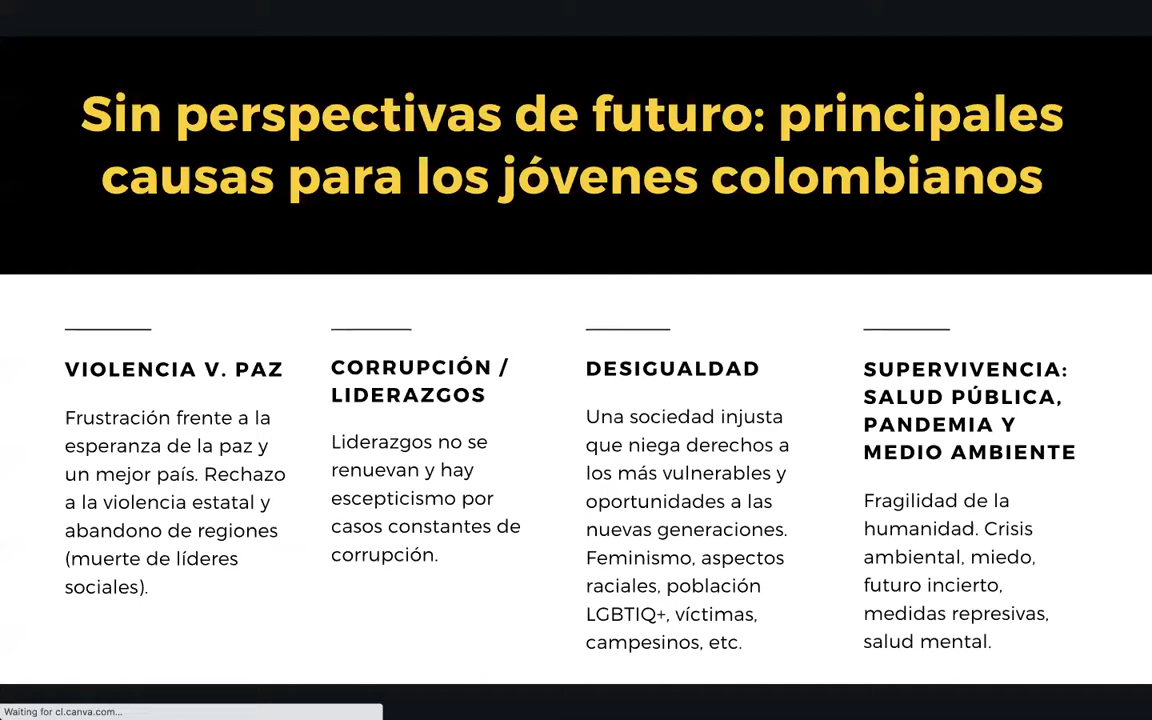 Sin perspectivas de futuro: principales
causas para los jóvenes colombianos
VIOLENCIA V. PAZ
Frustración frente a la
esperanza de la paz y
un mejor país. Rechazo
a la violencia estatal y
abandono de regiones
(muerte de líderes
sociales).
CORRUPCIÓN /
LIDERAZGOS
Liderazgos no se
renuevan y hay
escepticismo por
casos constantes de
corrupción.
DESIGUALDAD
Una sociedad injusta
que niega derechos a
los más vulnerables y
oportunidades a las
nuevas generaciones.
Feminismo, aspectos
raciales, población
LGBTIQ+, víctimas,
campesinos, etc.
SUPERVIVENCIA:
SALUD PÚBLICA,
PANDEMIA Y
MEDIO AMBIENTE
Fragilidad de la
humanidad. Crisis
ambiental, miedo,
futuro incierto,
medidas represivas,
salud mental.
Waiting for cl.canva.com...